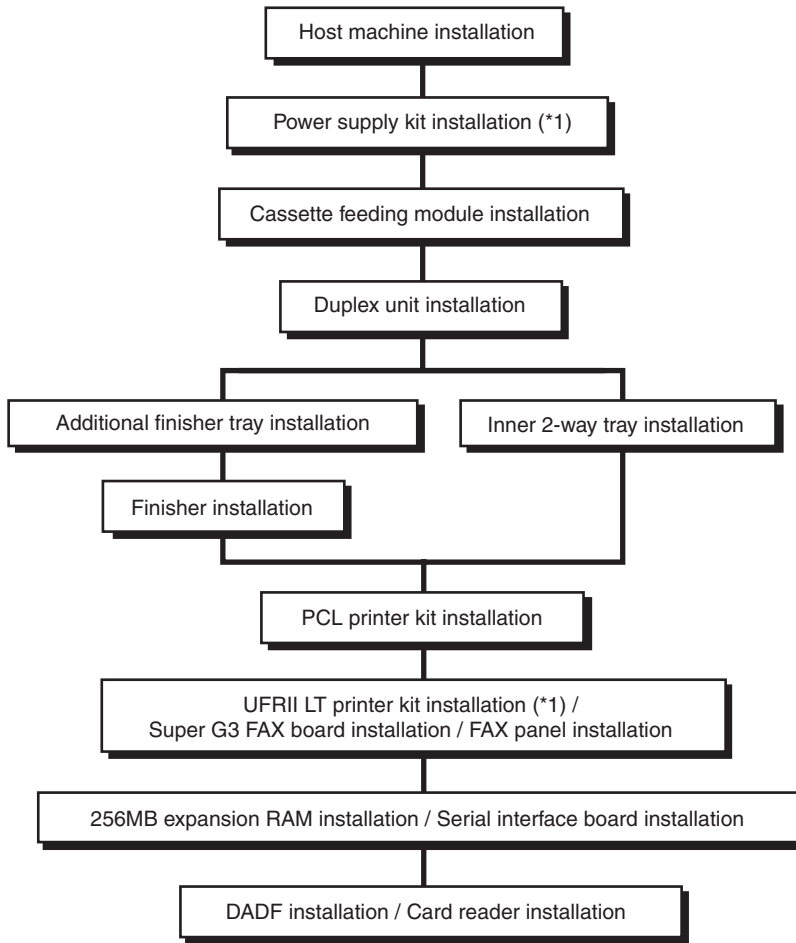 Host machine installation
Power supply kit installation (*1)
Cassette feeding module installation
Duplex unit installation
Additional finisher tray installation
Inner 2-way tray installation
Finisher installation
PCL printer kit installation
UFRII LT printer kit installation (*1) /
Super G3 FAX board installation / FAX panel installation
256MB expansion RAM installation / Serial interface board installation
DADF installation / Card reader installation